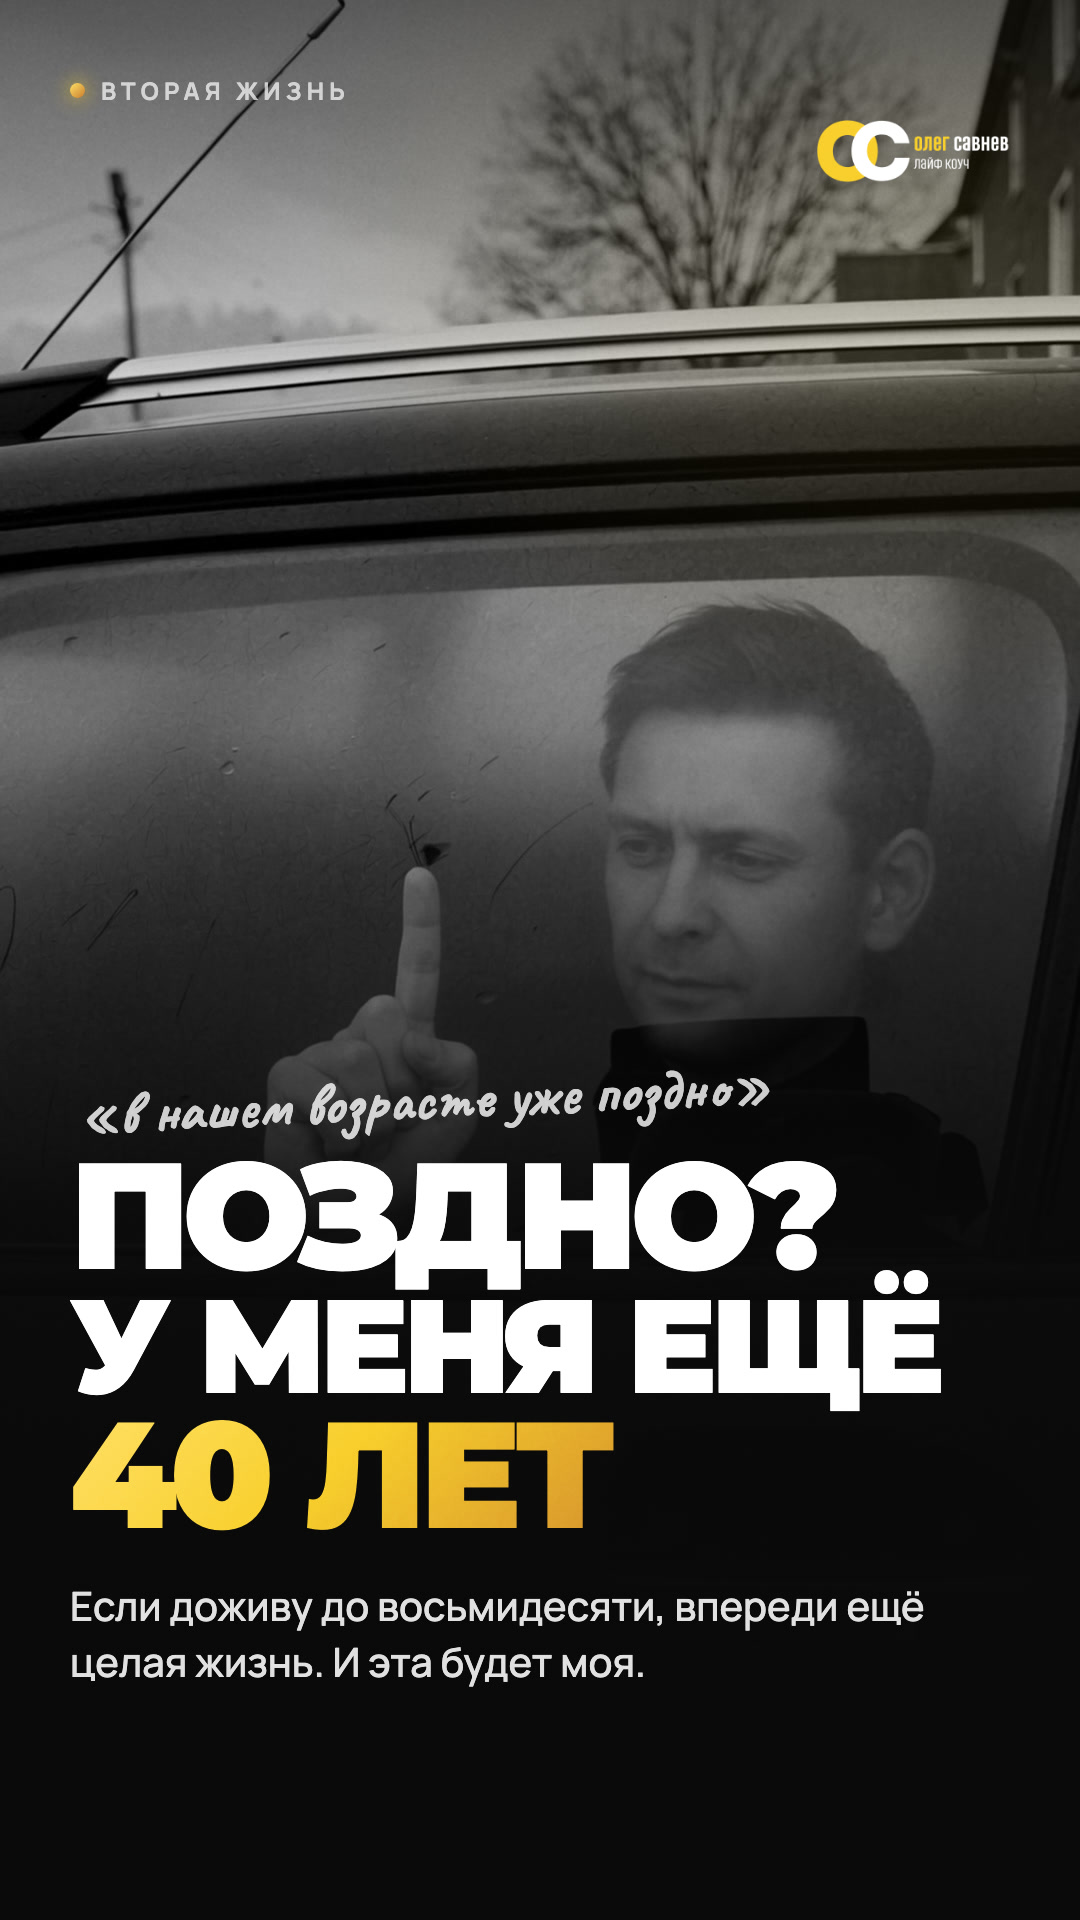 ВТОРАЯ ЖИЗНЬ
олег савнев
лайф коуч
«в нашем возрасте уже поздно»
ПОЗДНО?
У МЕНЯ ЕЩЁ
40 ЛЕТ
Если доживу до восьмидесяти, впереди ещё
целая жизнь. И эта будет моя.